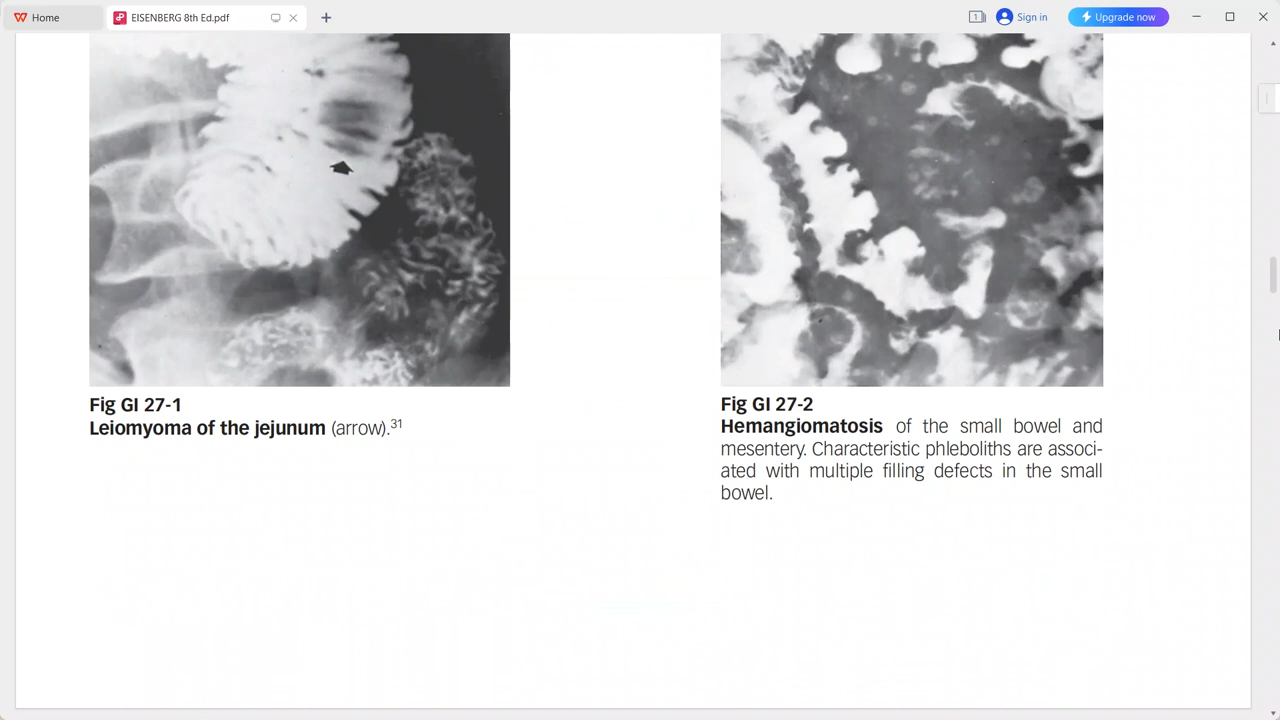 Home
EISENBERG 8th Ed.pdf
1
Sign in
Upgrade now
Fig GI 27-1
Leiomyoma of the jejunum (arrow).31
Fig GI 27-2
Hemangiomatosis of the small bowel and
mesentery. Characteristic phleboliths are associ-
ated with multiple filling defects in the small
bowel.